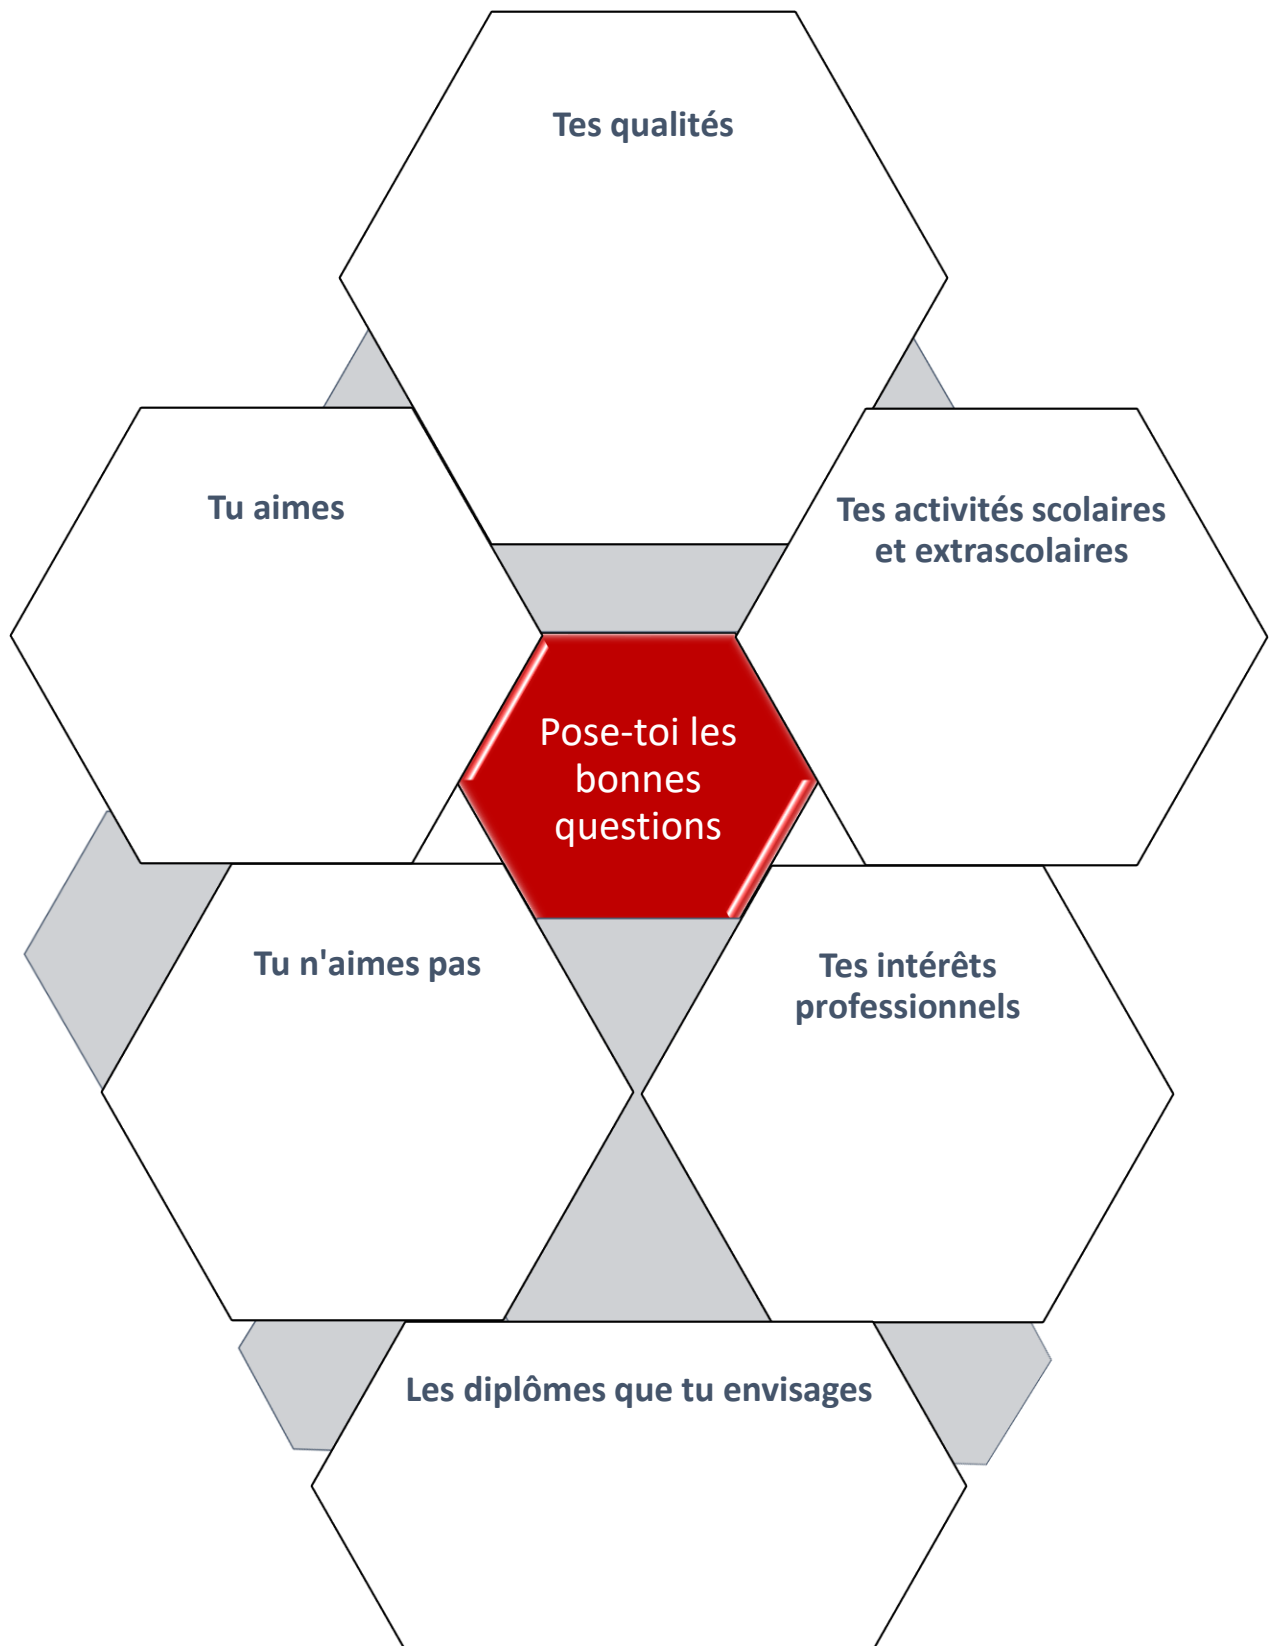 Tes qualités
Tu aimes
Tes activités scolaires
et extrascolaires
Pose-toi les
bonnes
questions
Tu n'aimes pas
Tes intérêts
professionnels
Les diplômes que tu envisages